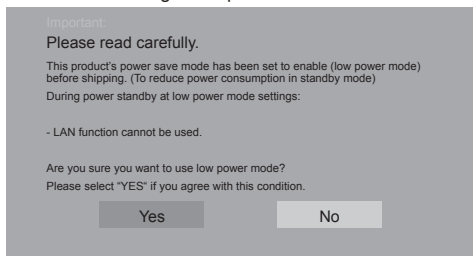 Important:
Please read carefully.
This product's power save mode has been set to enable (low power mode)
before shipping. (To reduce power consumption in standby mode)
During power standby at low power mode settings:
- LAN function cannot be used.
Are you sure you want to use low power mode?
Please select "YES" if you agree with this condition.
Yes No